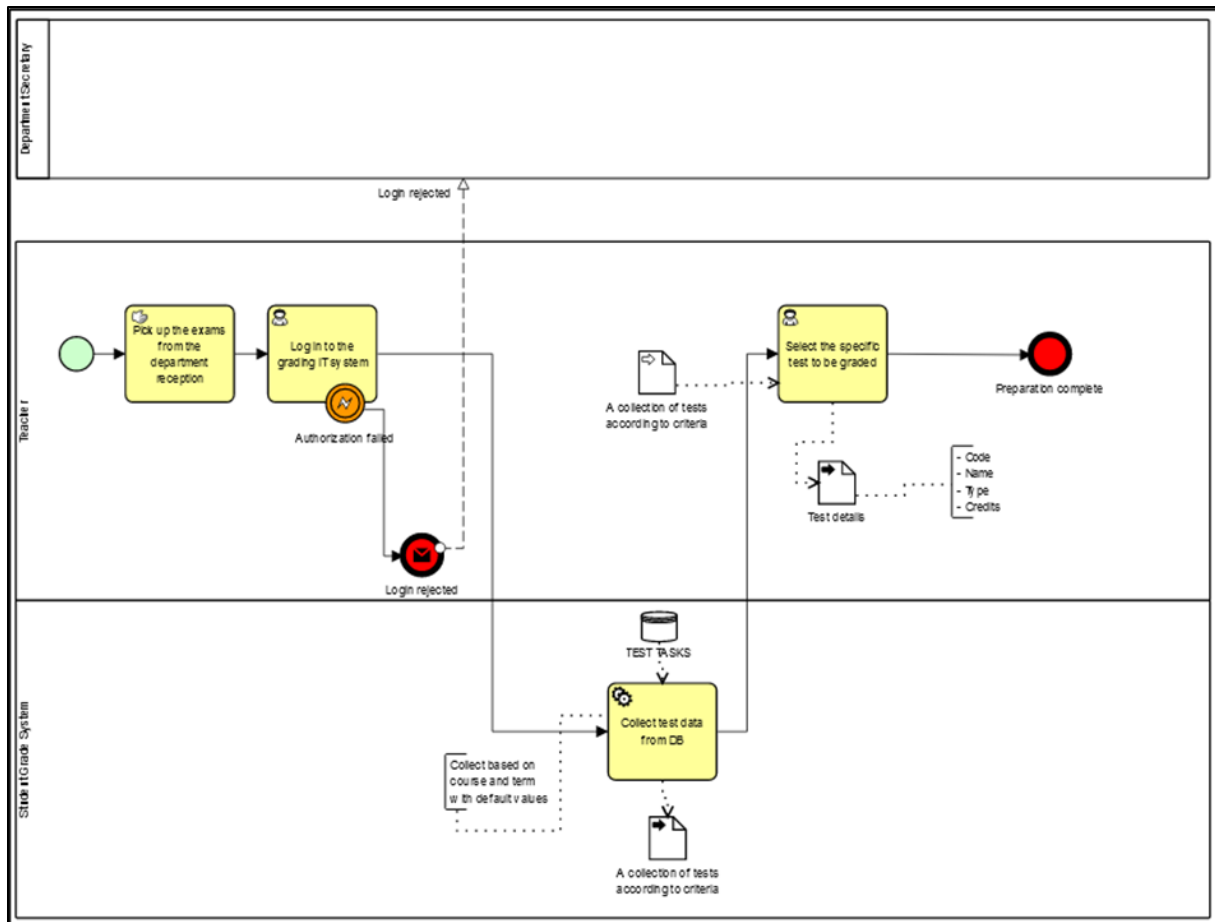 Department Secretary
Login rejected
Teacher
Pick up the exams
from the
department
reception
Log in to the
grading IT system
Authorization failed
Login rejected
A collection of tests
according to criteria
Select the specific
test to be graded
Preparation complete
Test details
- Code
- Name
- Type
- Credits
Student Grade System
TEST TASKS
Collect test data
from DB
Collect based on
course and term
with default values
A collection of tests
according to criteria